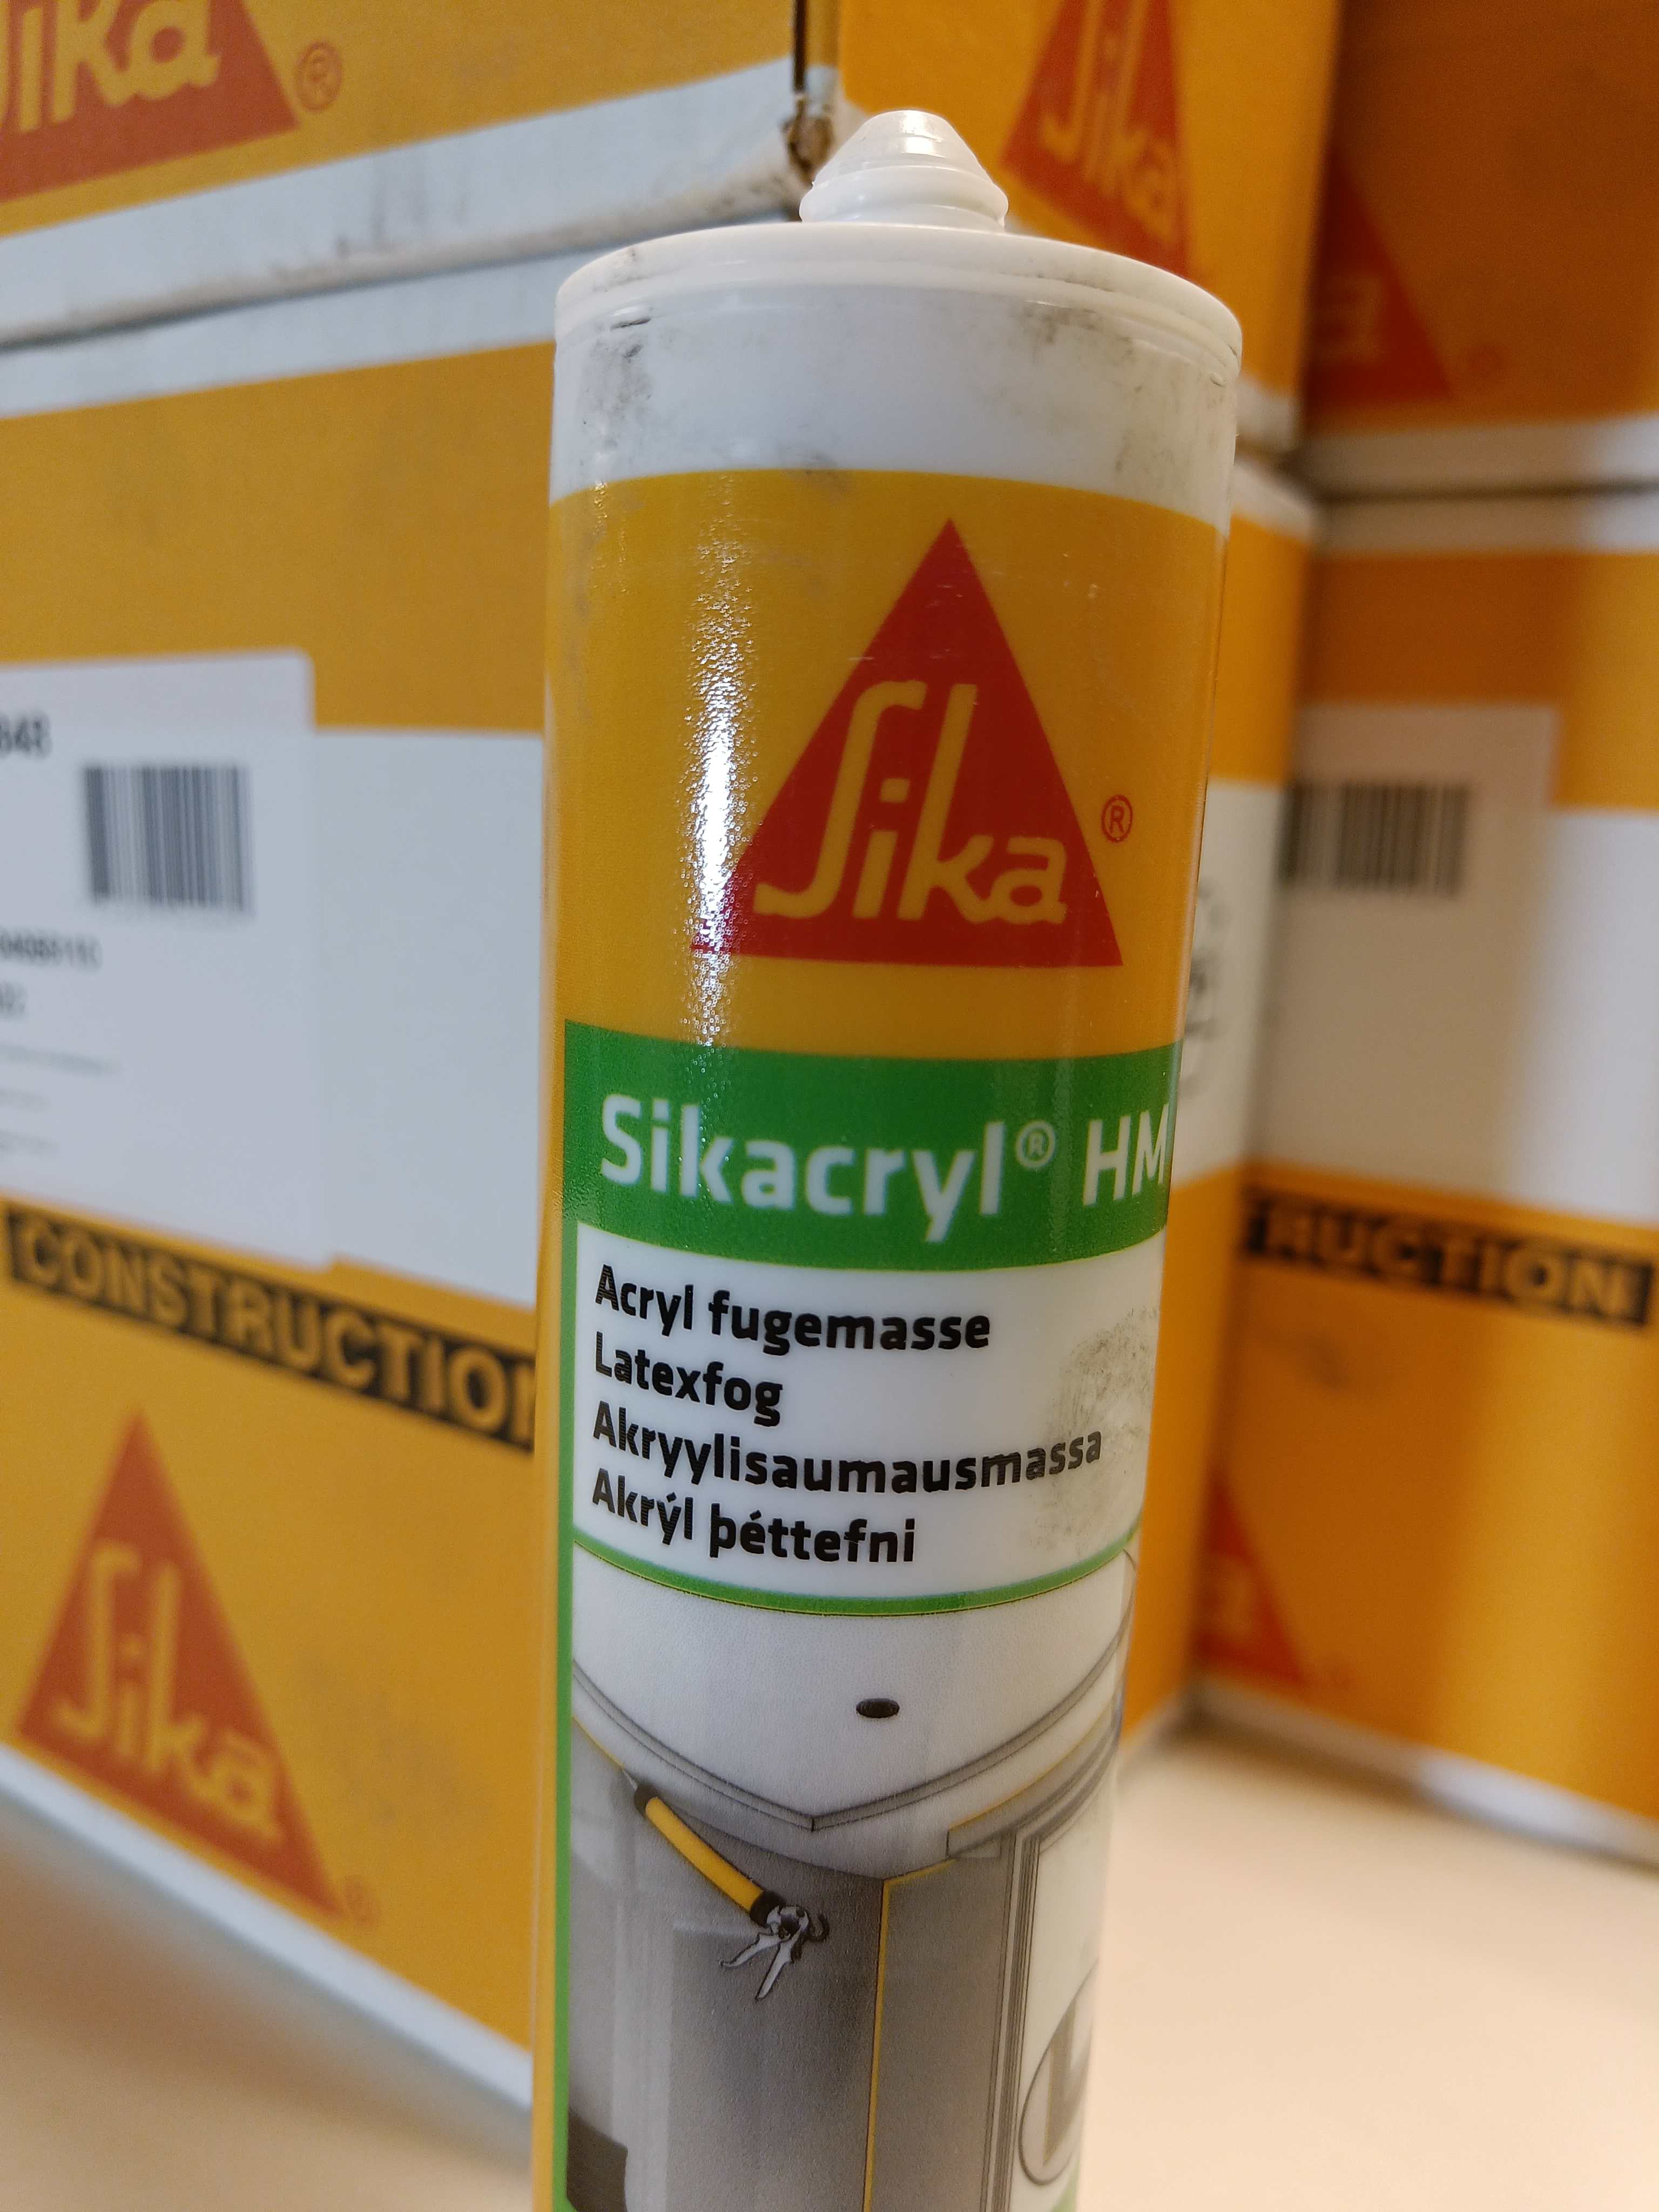 Sika®
Sika®
Sika
®
Sikacryl® HM
Acryl fugemasse
Latexfog
Akryylisaumausmassa
Akrýl þéttefni
CONSTRUCTION
RUCTION
Sika